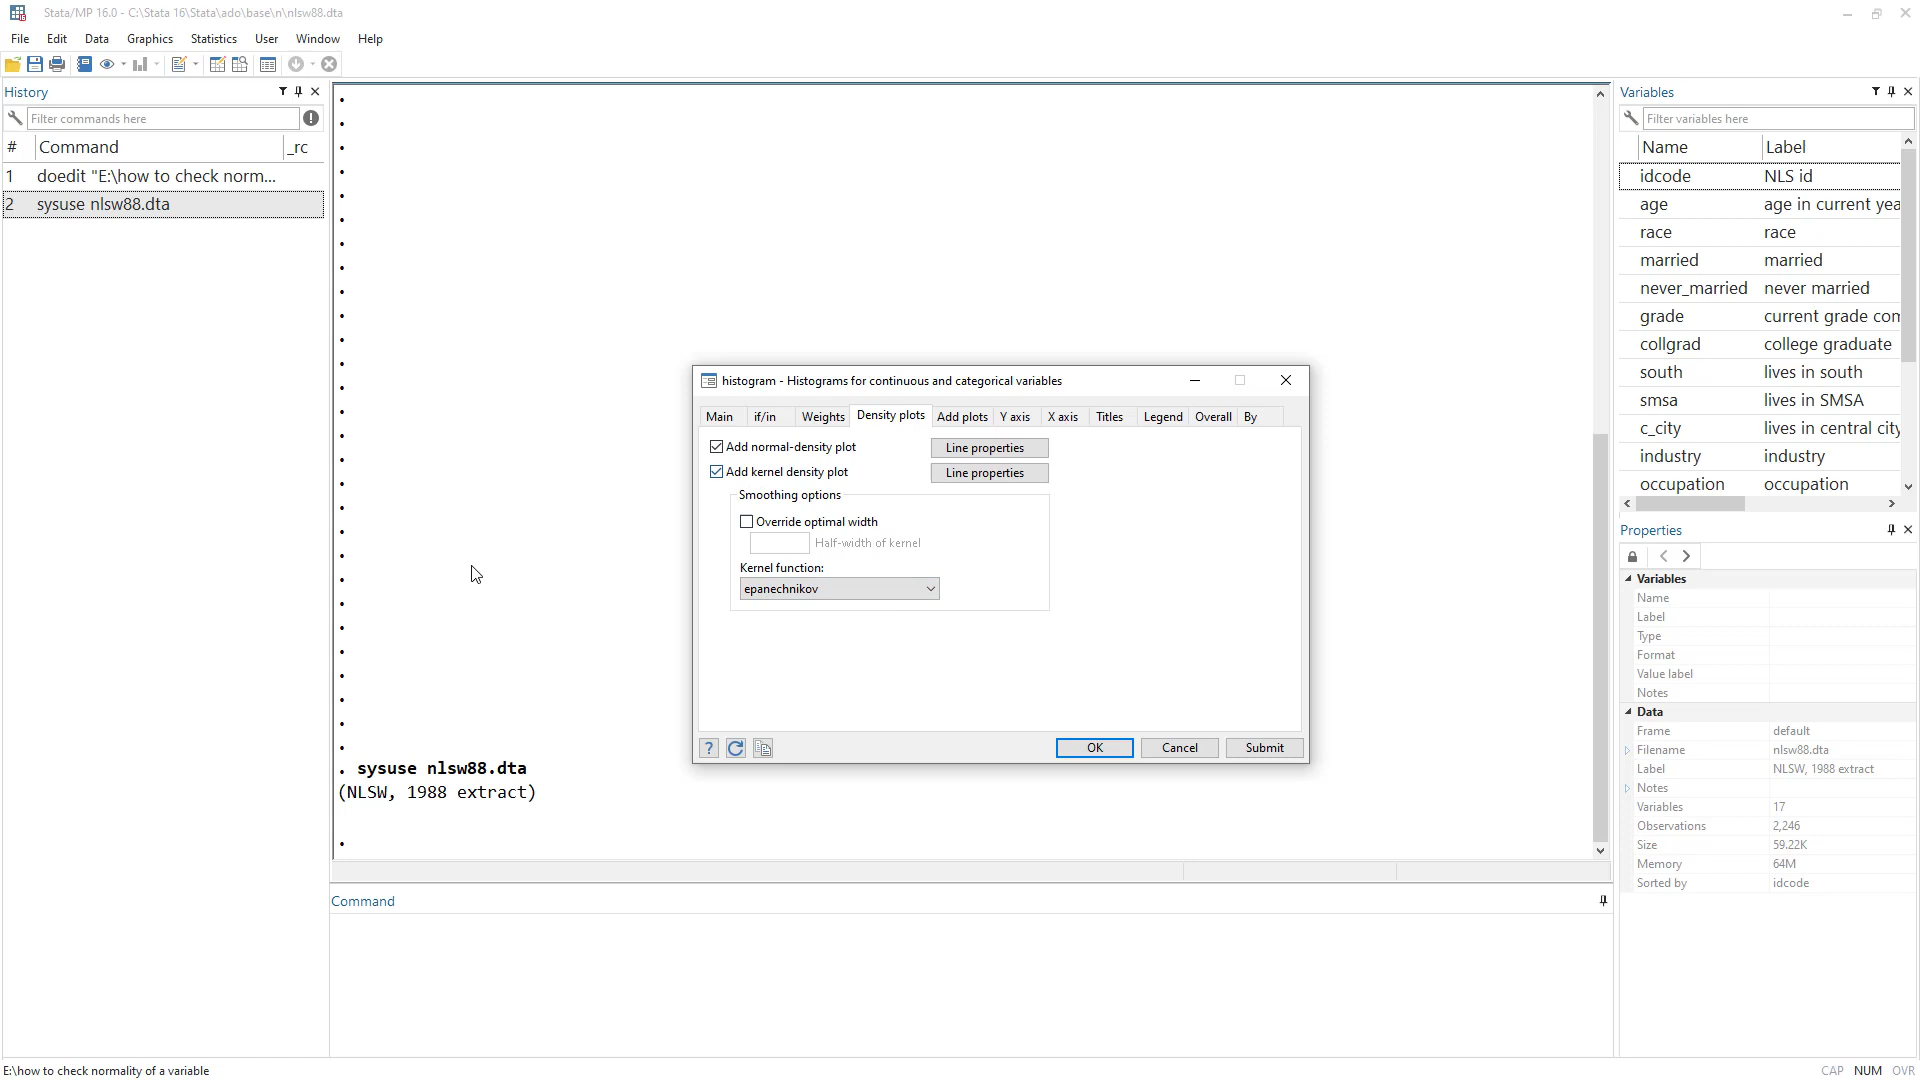 Stata/MP 16.0 - C:\Stata 16\Stata\ado\base\n\nlsw88.dta
File Edit Data Graphics Statistics User Window Help
History
Filter commands here
# Command _rc
1 doedit "E:\how to check norm...
2 sysuse nlsw88.dta
. sysuse nlsw88.dta
(NLSW, 1988 extract)
.
histogram - Histograms for continuous and categorical variables
Main if/in Weights Density plots Add plots Y axis X axis Titles Legend Overall By
Add normal-density plot Line properties
Add kernel density plot Line properties
Smoothing options
Override optimal width
Half-width of kernel
Kernel function:
epanechnikov
? OK Cancel Submit
Command
Variables
Filter variables here
Name Label
idcode NLS id
age age in current yea
race race
married married
never_married never married
grade current grade com
collgrad college graduate
south lives in south
smsa lives in SMSA
c_city lives in central city
industry industry
occupation occupation
Properties
Variables
Name
Label
Type
Format
Value label
Notes
Data
Frame default
Filename nlsw88.dta
Label NLSW, 1988 extract
Notes
Variables 17
Observations 2,246
Size 59.22K
Memory 64M
Sorted by idcode
E:\how to check normality of a variable
CAP NUM OVR